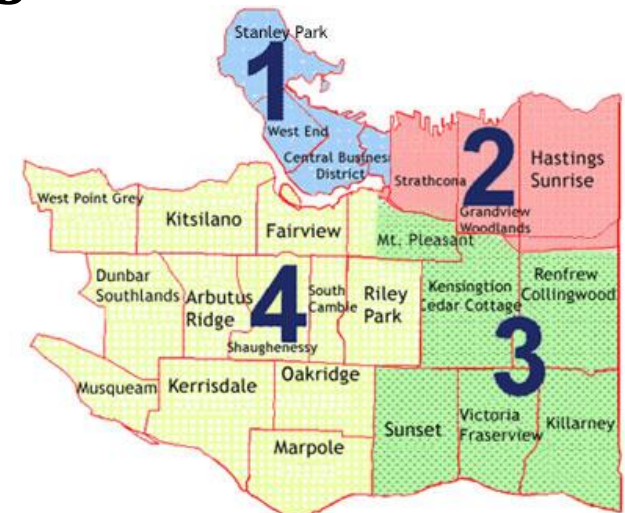 Stanley Park
1
West End
Central Business
District
2
Strathcona
Hastings
Sunrise
Grandview
Woodlands
West Point Grey
Kitsilano
Fairview
Mt. Pleasant
Dunbar
Southlands
Arbutus
Ridge
4
Shaughenessy
South
Cambie
Riley
Park
Kensingtion
Cedar Cottage
Renfrew
Collingwood
3
Musqueam
Kerrisdale
Oakridge
Marpole
Sunset
Victoria
Fraserview
Killarney